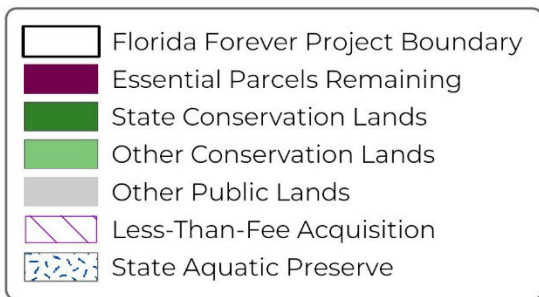 Florida Forever Project Boundary
Essential Parcels Remaining
State Conservation Lands
Other Conservation Lands
Other Public Lands
Less-Than-Fee Acquisition
State Aquatic Preserve